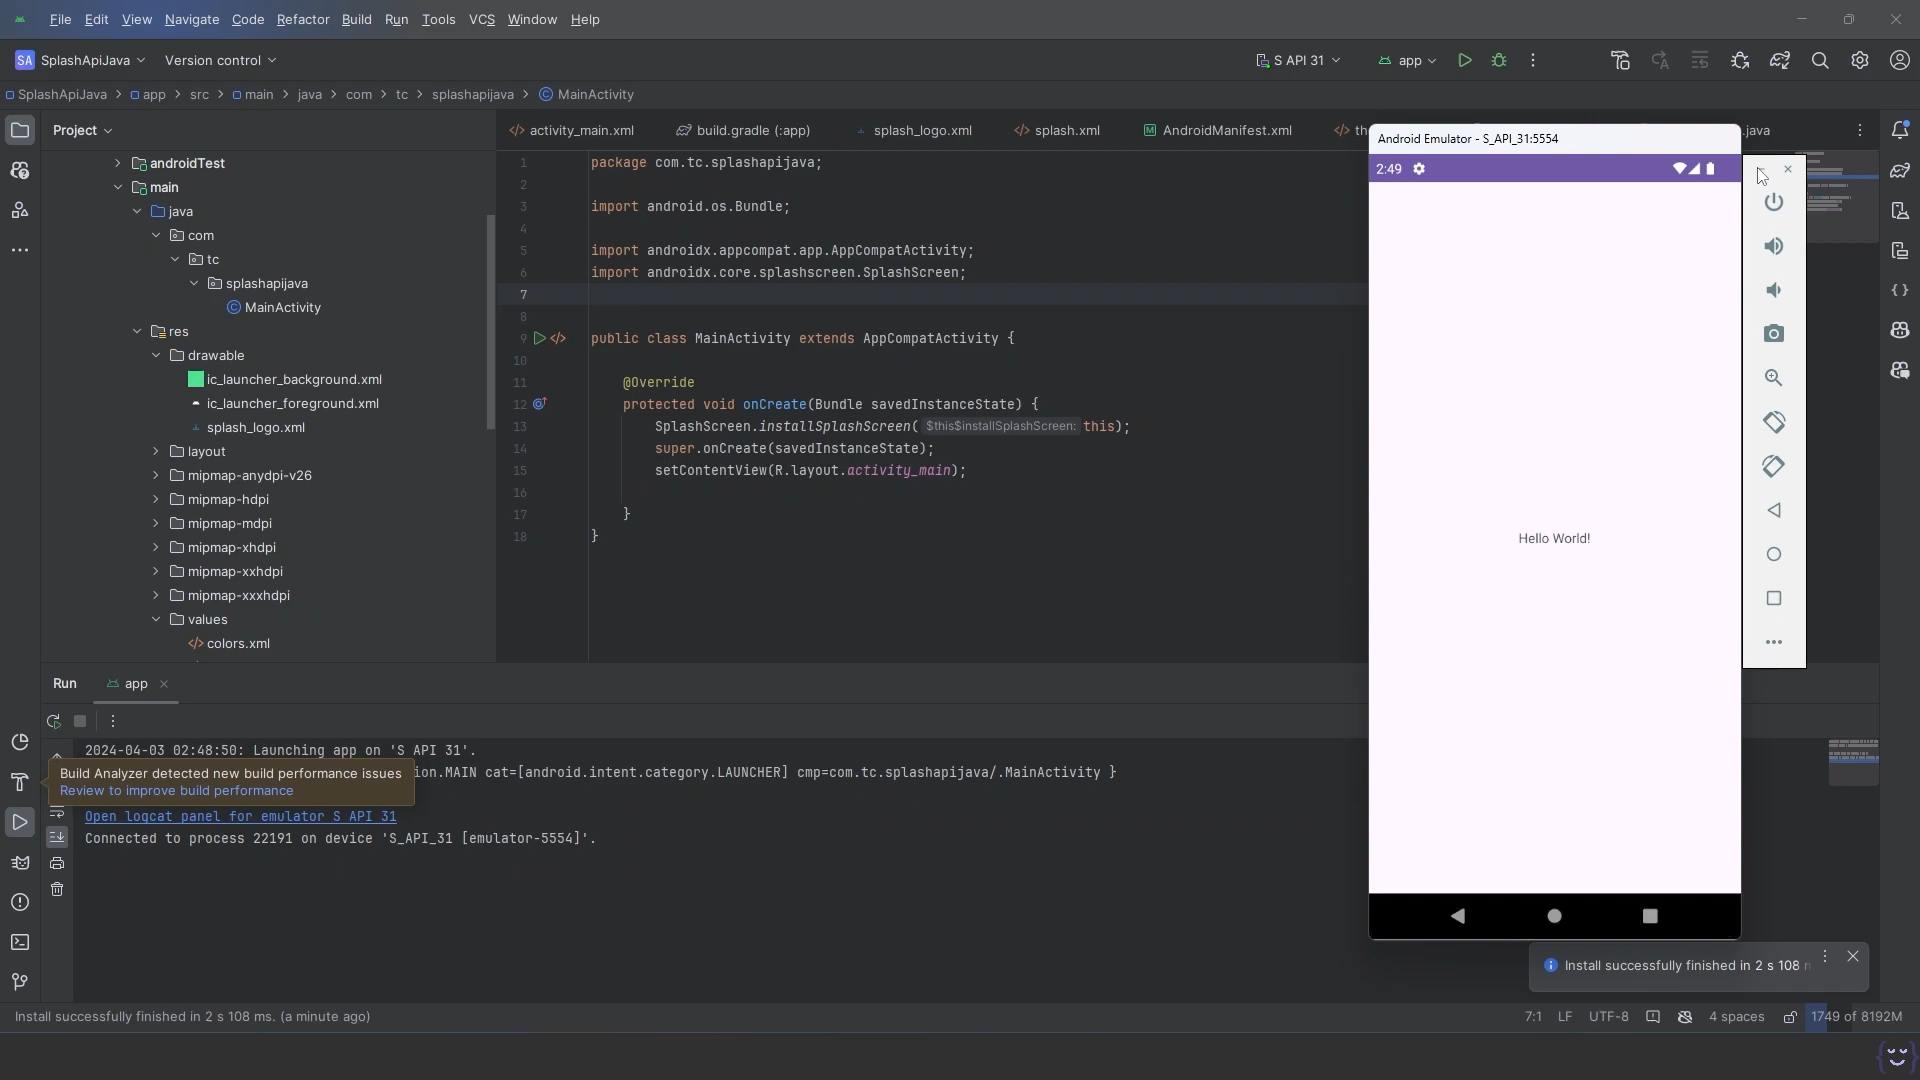 File Edit View Navigate Code Refactor Build Run Tools VCS Window Help
SA SplashApiJava Version control S API 31 app
SplashApiJava app src main java com tc splashapijava MainActivity
Project
activity_main.xml build.gradle (:app) splash_logo.xml splash.xml AndroidManifest.xml .java
androidTest
main
java
com
tc
splashapijava
MainActivity
res
drawable
ic_launcher_background.xml
ic_launcher_foreground.xml
splash_logo.xml
layout
mipmap-anydpi-v26
mipmap-hdpi
mipmap-mdpi
mipmap-xhdpi
mipmap-xxhdpi
mipmap-xxxhdpi
values
colors.xml
1 package com.tc.splashapijava;
2
3 import android.os.Bundle;
4
5 import androidx.appcompat.app.AppCompatActivity;
6 import androidx.core.splashscreen.SplashScreen;
7
8
9 public class MainActivity extends AppCompatActivity {
10
11 @Override
12 protected void onCreate(Bundle savedInstanceState) {
13 SplashScreen.installSplashScreen( $this$installSplashScreen: this);
14 super.onCreate(savedInstanceState);
15 setContentView(R.layout.activity_main);
16
17 }
18 }
Android Emulator - S_API_31:5554
2:49
Hello World!
Run app
2024-04-03 02:48:50: Launching app on 'S API 31'.
ion.MAIN cat=[android.intent.category.LAUNCHER] cmp=com.tc.splashapijava/.MainActivity }
Build Analyzer detected new build performance issues
Review to improve build performance
Open logcat panel for emulator S API 31
Connected to process 22191 on device 'S_API_31 [emulator-5554]'.
Install successfully finished in 2 s 108
Install successfully finished in 2 s 108 ms. (a minute ago)
7:1 LF UTF-8 4 spaces 1749 of 8192M